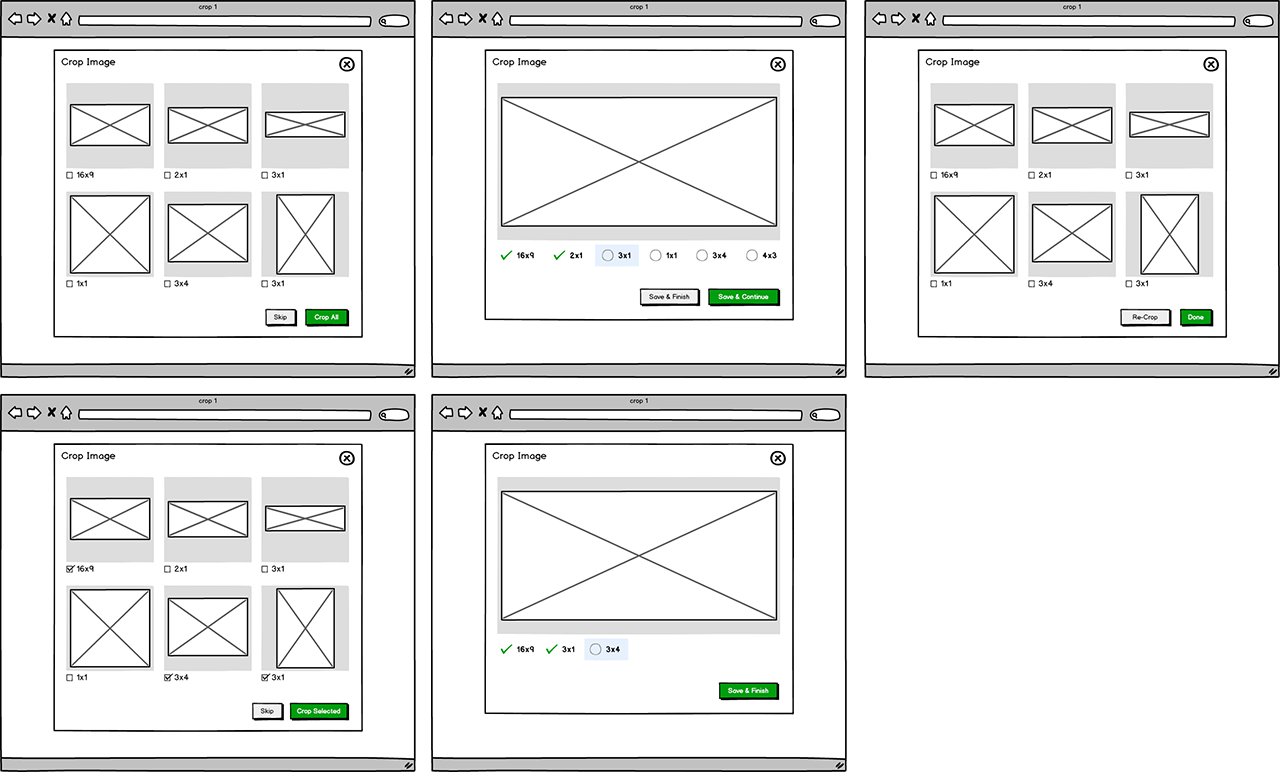 crop 1
Crop Image
16x9 2x1 3x1
1x1 3x4 3x1
Skip Crop All
crop 1
Crop Image
16x9 2x1 3x1 1x1 3x4 4x3
Save & Finish Save & Continue
crop 1
Crop Image
16x9 2x1 3x1
1x1 3x4 3x1
Re-Crop Done
crop 1
Crop Image
16x9 2x1 3x1
1x1 3x4 3x1
Skip Crop Selected
crop 1
Crop Image
16x9 3x1 3x4
Save & Finish